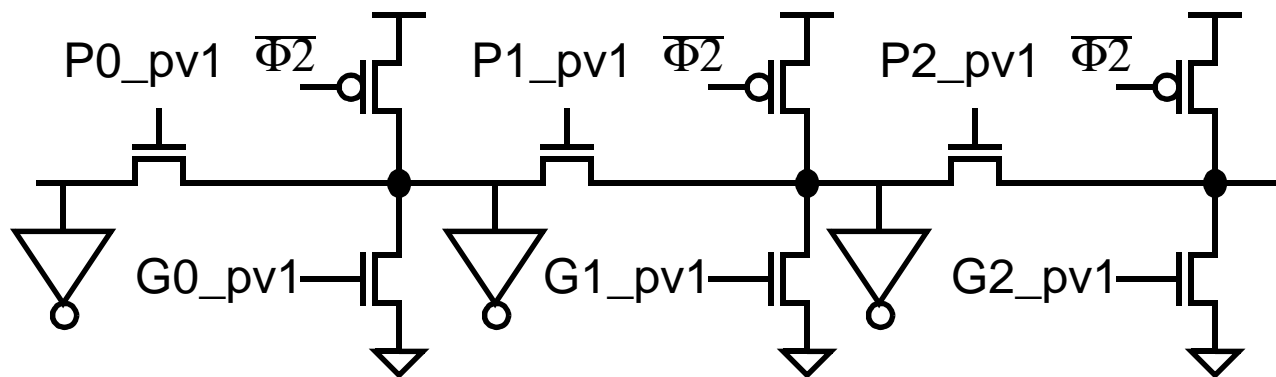 P0_pv1 Φ2̅ P1_pv1 Φ2̅ P2_pv1 Φ2̅
G0_pv1 G1_pv1 G2_pv1